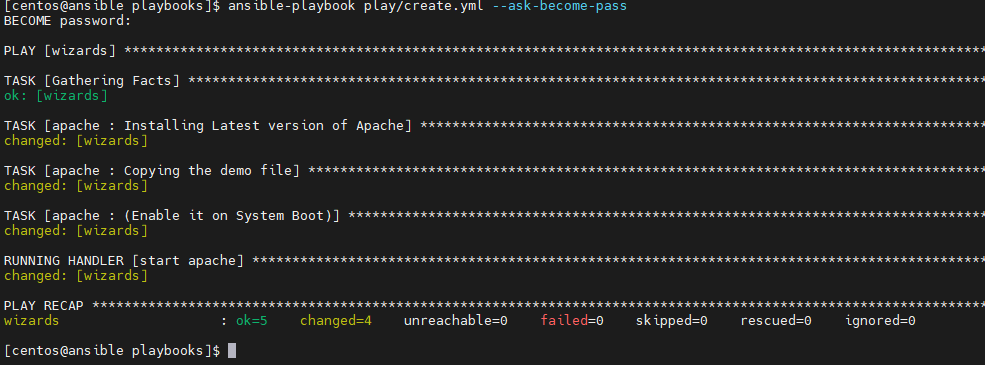 [centos@ansible playbooks]$ ansible-playbook play/create.yml --ask-become-pass
BECOME password:
PLAY [wizards] ************************************************************************************************************
TASK [Gathering Facts] ****************************************************************************************************
ok: [wizards]
TASK [apache : Installing Latest version of Apache] ***********************************************************************
changed: [wizards]
TASK [apache : Copying the demo file] *************************************************************************************
changed: [wizards]
TASK [apache : (Enable it on System Boot)] ********************************************************************************
changed: [wizards]
RUNNING HANDLER [start apache] ********************************************************************************************
changed: [wizards]
PLAY RECAP ****************************************************************************************************************
wizards : ok=5 changed=4 unreachable=0 failed=0 skipped=0 rescued=0 ignored=0
[centos@ansible playbooks]$